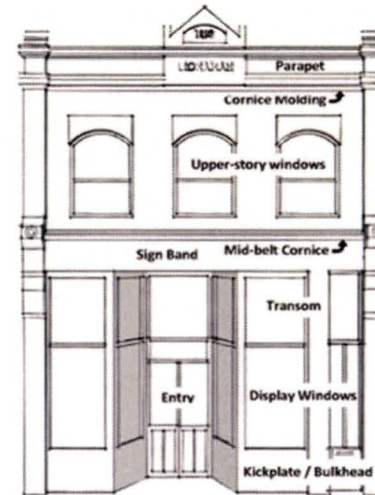 Parapet
Cornice Molding
Upper-story windows
Mid-belt Cornice
Sign Band
Transom
Entry
Display Windows
Kickplate / Bulkhead